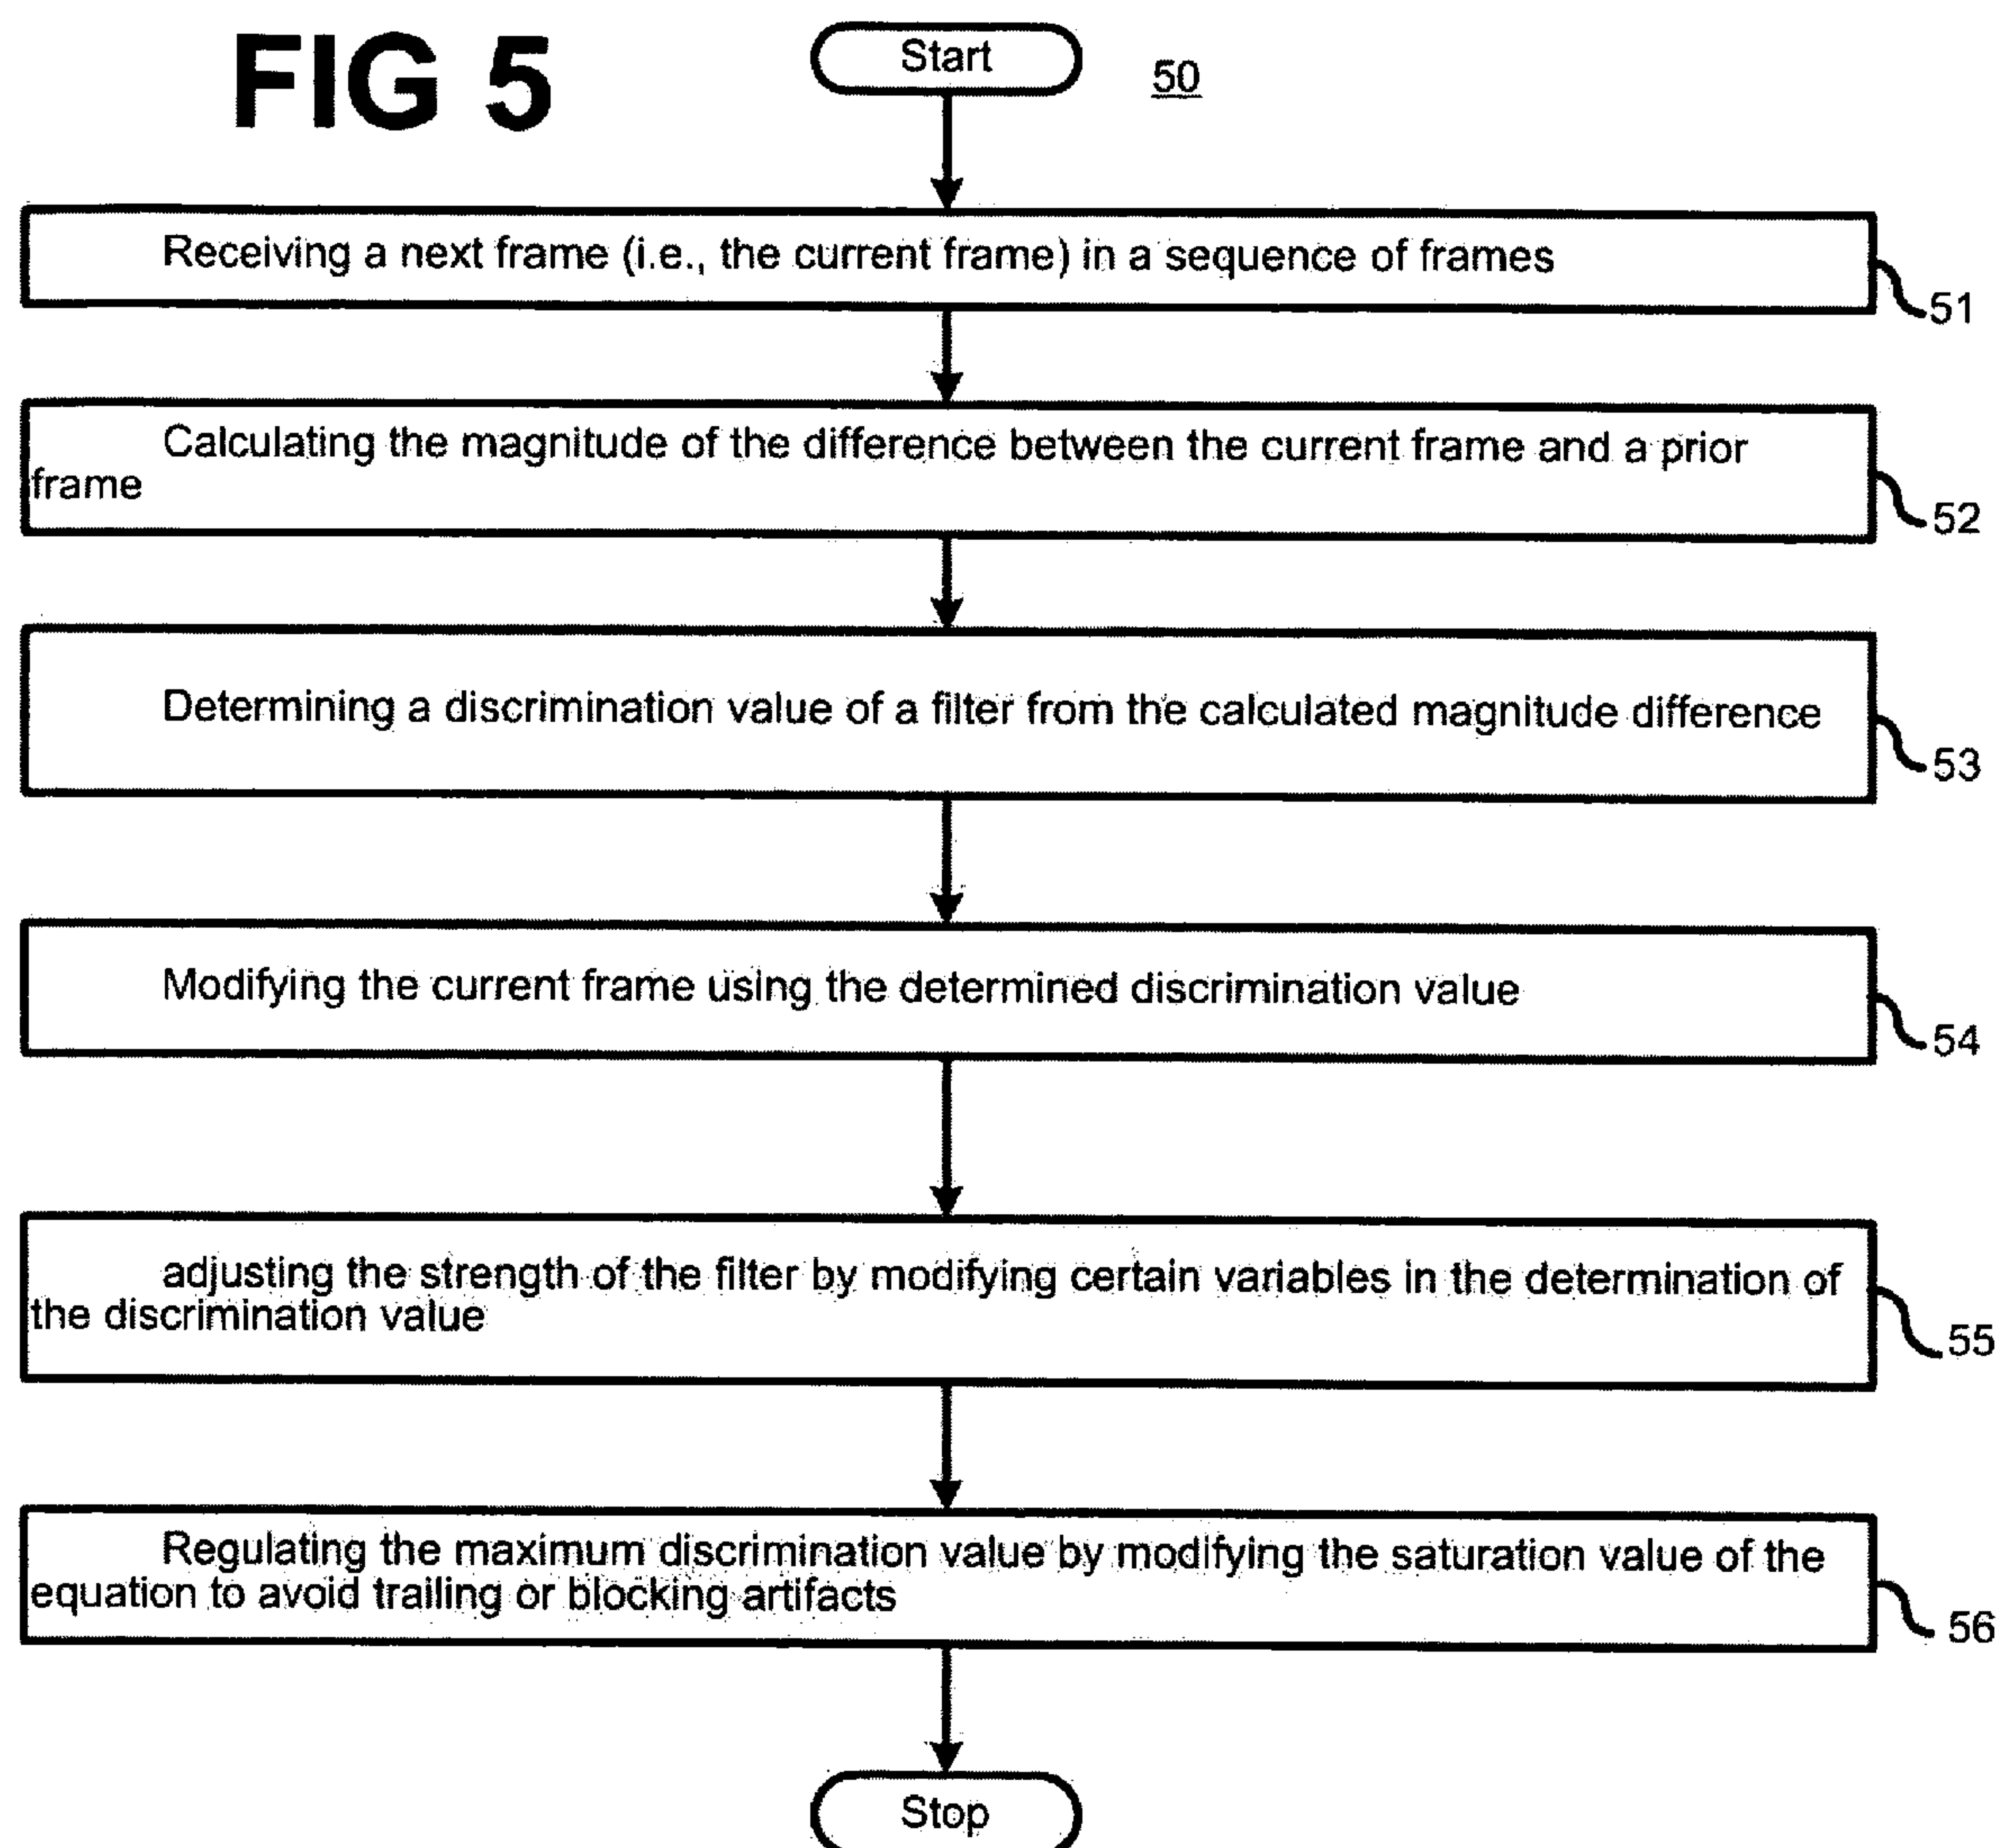 FIG 5
Start
50
Receiving a next frame (i.e., the current frame) in a sequence of frames
51
Calculating the magnitude of the difference between the current frame and a prior
frame
52
Determining a discrimination value of a filter from the calculated magnitude difference
53
Modifying the current frame using the determined discrimination value
54
adjusting the strength of the filter by modifying certain variables in the determination of
the discrimination value
55
Regulating the maximum discrimination value by modifying the saturation value of the
equation to avoid trailing or blocking artifacts
56
Stop